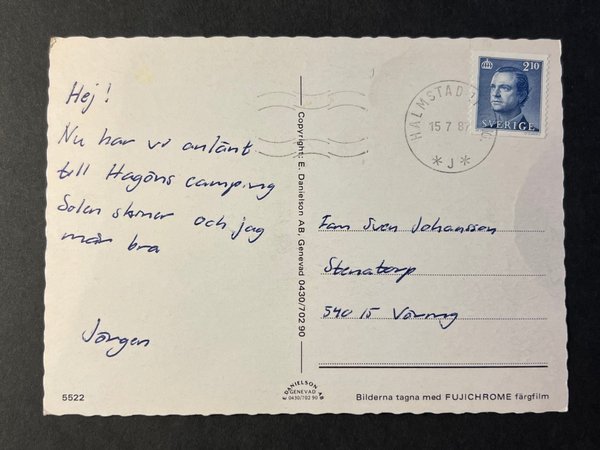 Hej!
Nu har vi anlänt
till Hagöns camping
Solen skiner och jag
mår bra
Jörgen
5522
Copyright: E. Danielson AB, Genevad 0430/702 90
E DANIELSON AB
GENEVAD
0430/702 90
2.10
SVERIGE
HALMSTAD
15 7 87
*J*
Fam Sven Johansson
Stenatorp
540 15 Väring
Bilderna tagna med FUJICHROME färgfilm